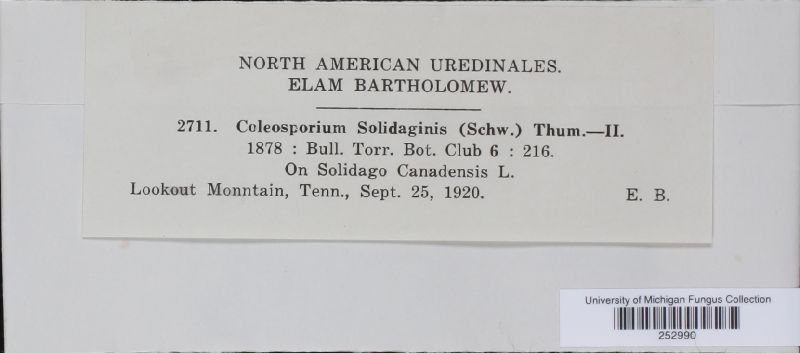 NORTH AMERICAN UREDINALES.
ELAM BARTHOLOMEW.
2711. Coleosporium Solidaginis (Schw.) Thum.—II.
1878 : Bull. Torr. Bot. Club 6 : 216.
On Solidago Canadensis L.
Lookout Monntain, Tenn., Sept. 25, 1920. E. B.
University of Michigan Fungus Collection
252990